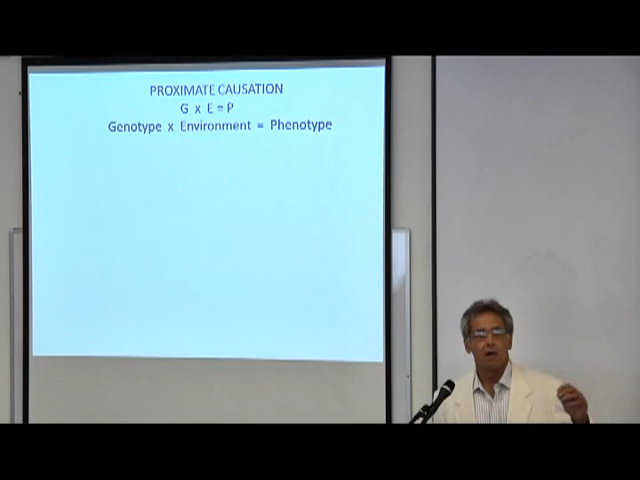 PROXIMATE CAUSATION
G x E = P
Genotype x Environment = Phenotype